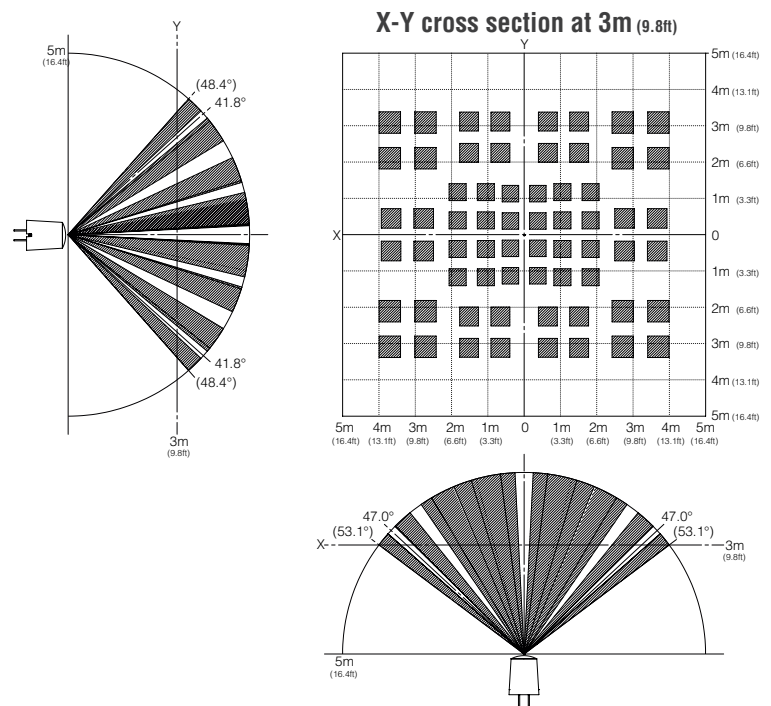 X-Y cross section at 3m (9.8ft)
Y
5m
(16.4ft)
(48.4°)
41.8°
41.8°
(48.4°)
3m
(9.8ft)
Y
X
5m (16.4ft)
4m (13.1ft)
3m (9.8ft)
2m (6.6ft)
1m (3.3ft)
0
1m (3.3ft)
2m (6.6ft)
3m (9.8ft)
4m (13.1ft)
5m (16.4ft)
5m 4m 3m 2m 1m 0 1m 2m 3m 4m 5m
(16.4ft) (13.1ft) (9.8ft) (6.6ft) (3.3ft) (3.3ft) (6.6ft) (9.8ft) (13.1ft) (16.4ft)
47.0°
(53.1°)
47.0°
(53.1°)
X
3m
(9.8ft)
5m
(16.4ft)